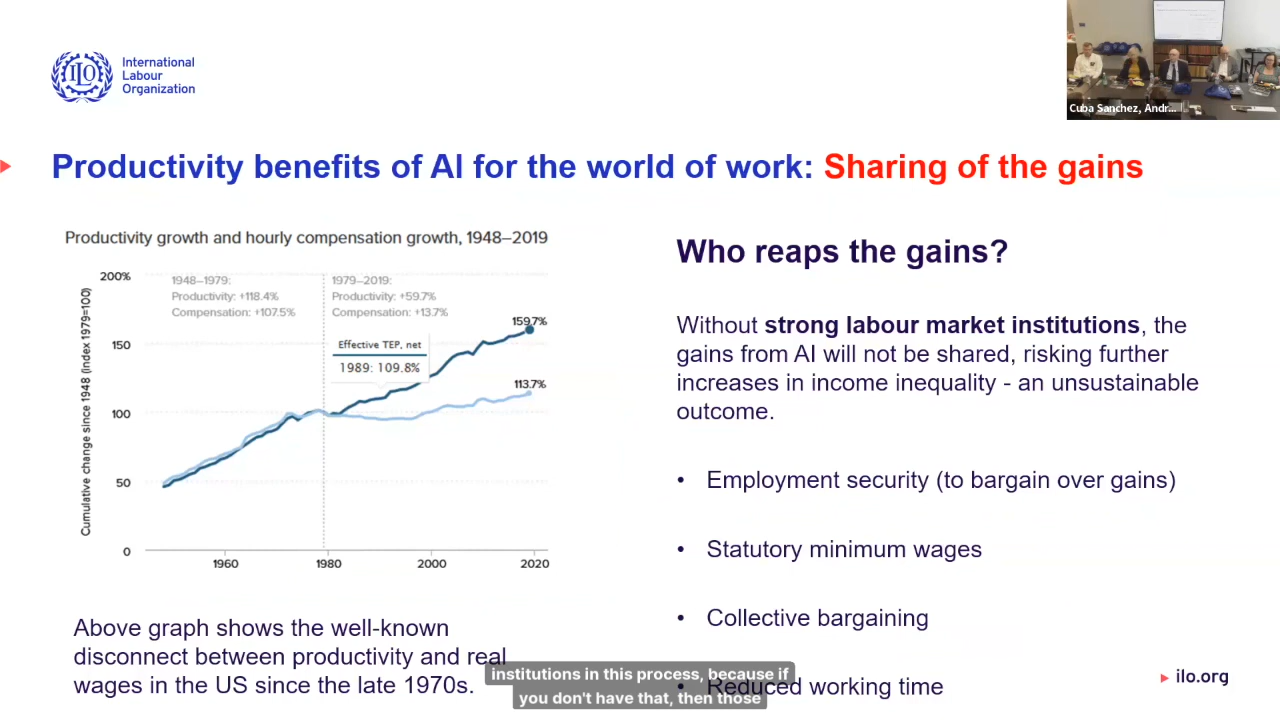 International
Labour
Organization
Cuba Sanchez, Andr...
Productivity benefits of AI for the world of work: Sharing of the gains
Productivity growth and hourly compensation growth, 1948–2019
Cumulative change since 1948 (index 1979=100)
200%
150
100
50
0
1948–1979:
Productivity: +118.4%
Compensation: +107.5%
1979–2019:
Productivity: +59.7%
Compensation: +13.7%
Effective TEP, net
1989: 109.8%
159.7%
113.7%
1960
1980
2000
2020
Above graph shows the well-known
disconnect between productivity and real
wages in the US since the late 1970s.
Who reaps the gains?
Without strong labour market institutions, the
gains from AI will not be shared, risking further
increases in income inequality - an unsustainable
outcome.
• Employment security (to bargain over gains)
• Statutory minimum wages
• Collective bargaining
• Reduced working time
institutions in this process, because if
you don't have that, then those
ilo.org